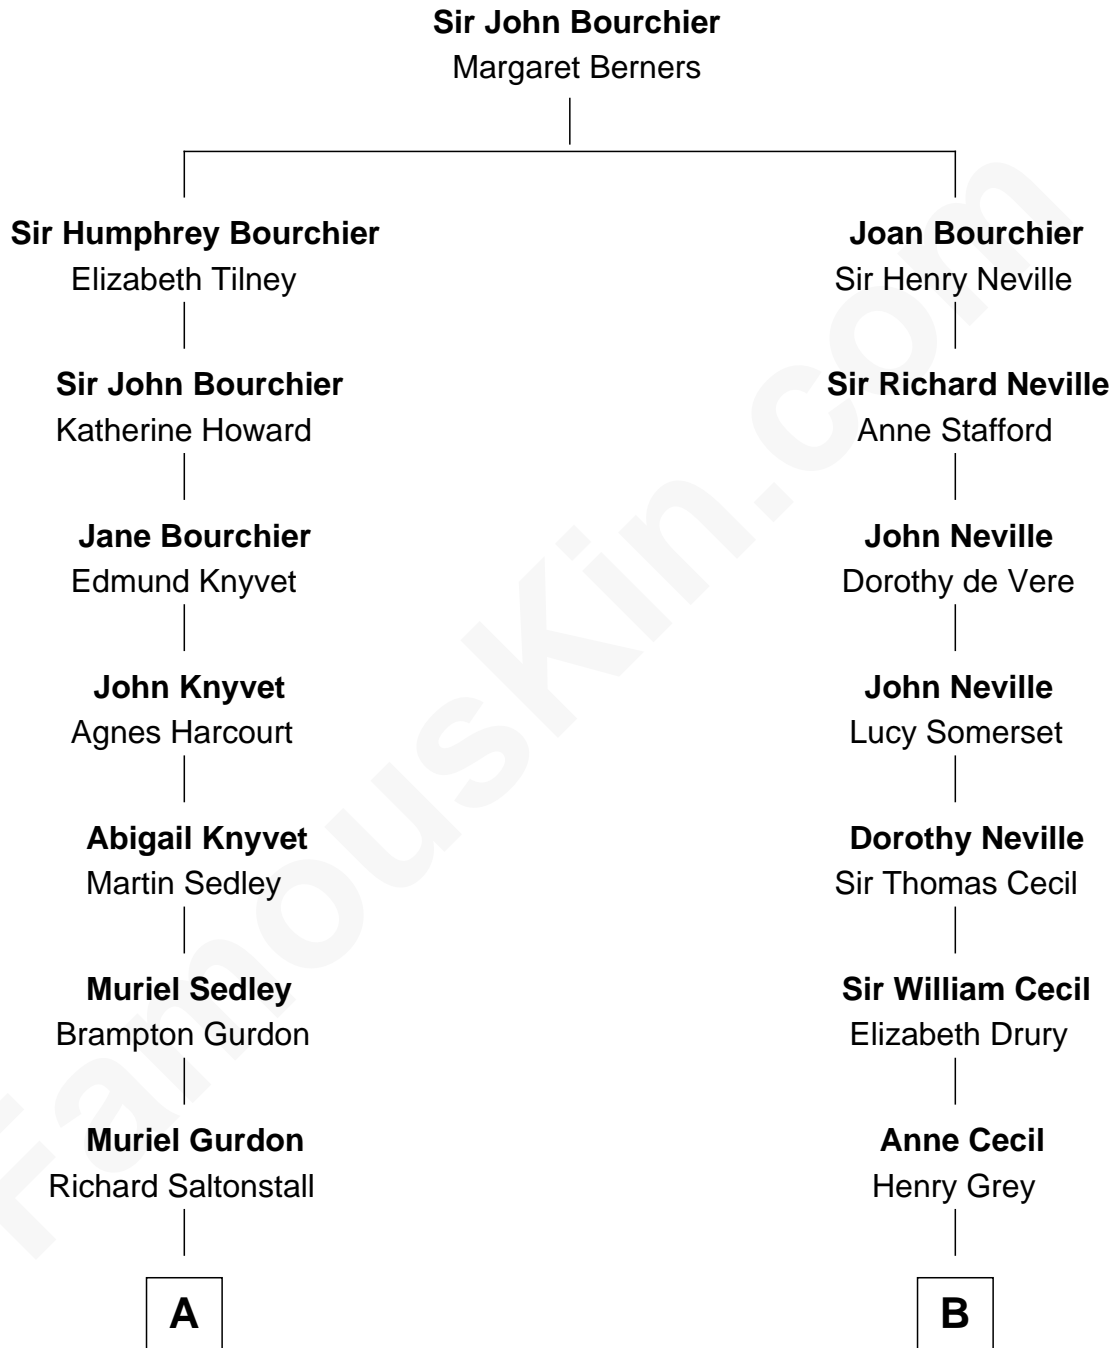 Sir John Bourchier
Margaret Berners
Sir Humphrey Bourchier
Elizabeth Tilney
Joan Bourchier
Sir Henry Neville
Sir John Bourchier
Katherine Howard
Sir Richard Neville
Anne Stafford
Jane Bourchier
Edmund Knyvet
John Neville
Dorothy de Vere
John Knyvet
Agnes Harcourt
John Neville
Lucy Somerset
Abigail Knyvet
Martin Sedley
Dorothy Neville
Sir Thomas Cecil
Muriel Sedley
Brampton Gurdon
Sir William Cecil
Elizabeth Drury
Muriel Gurdon
Richard Saltonstall
Anne Cecil
Henry Grey
A
B
FamousKin.com